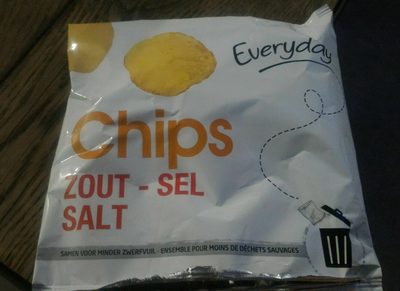 Everyday
Chips
ZOUT - SEL
SALT
SAMEN VOOR MINDER ZWERFVUIL - ENSEMBLE POUR MOINS DE DÉCHETS SAUVAGES